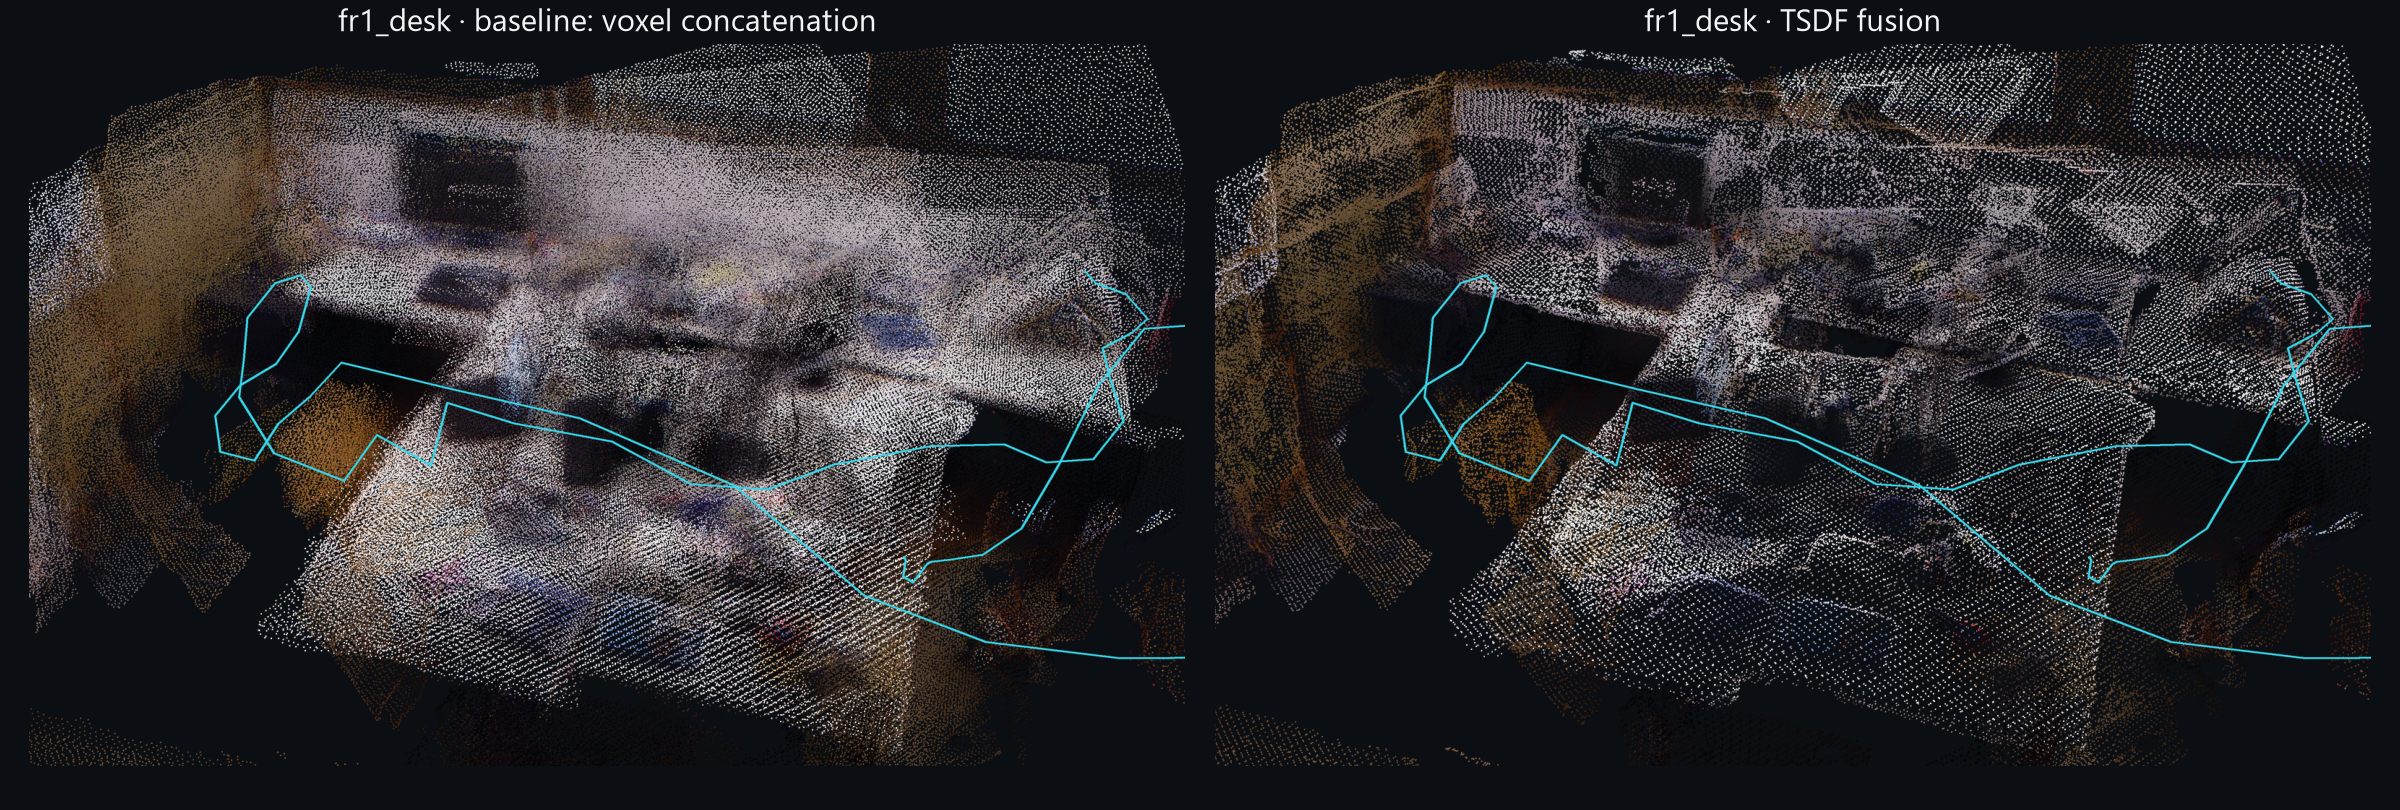 fr1_desk · baseline: voxel concatenation
fr1_desk · TSDF fusion